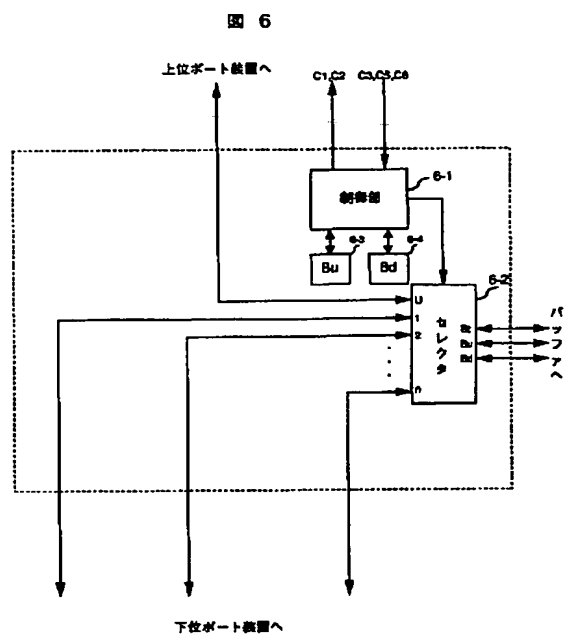 図 6
上位ポート装置へ
C1,C2
C3,C5,C6
制御部
6-1
6-3
6-4
Bu
Bd
6-2
U
1
2
n
セレクタ
Bu
Bd
バッファへ
下位ポート装置へ